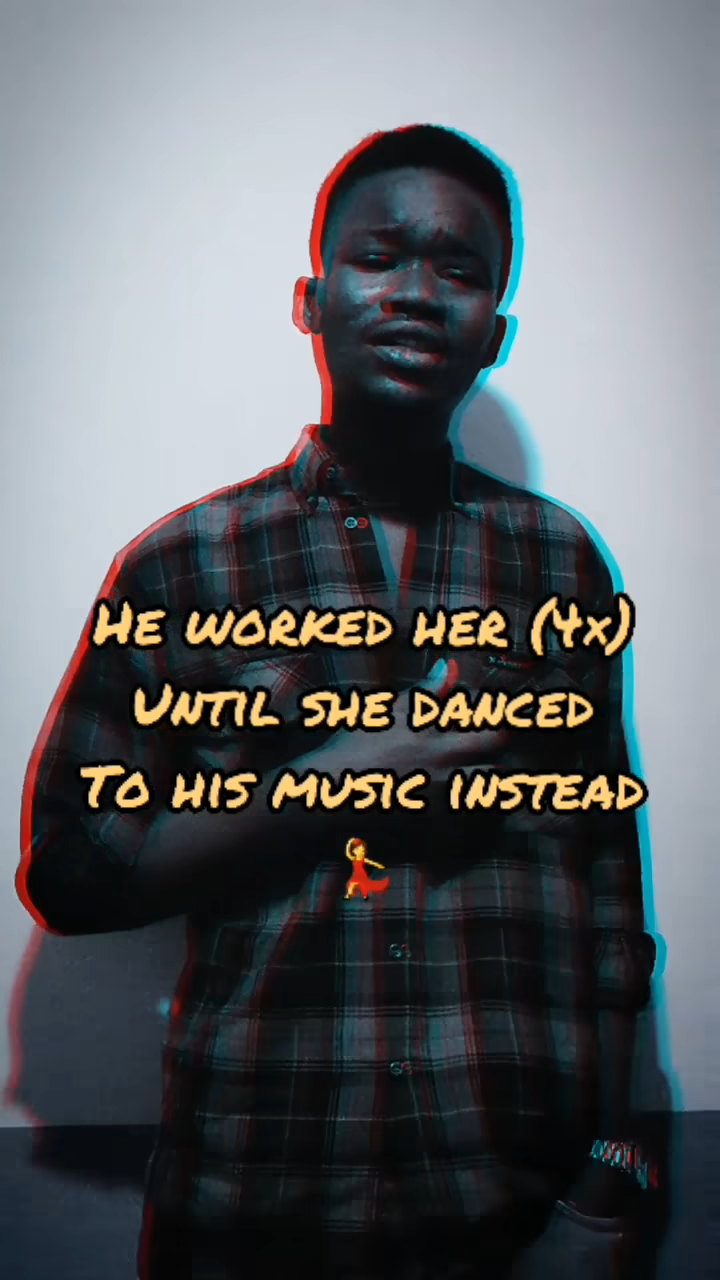 He worked her (4x)
Until she danced
To his music instead
💃